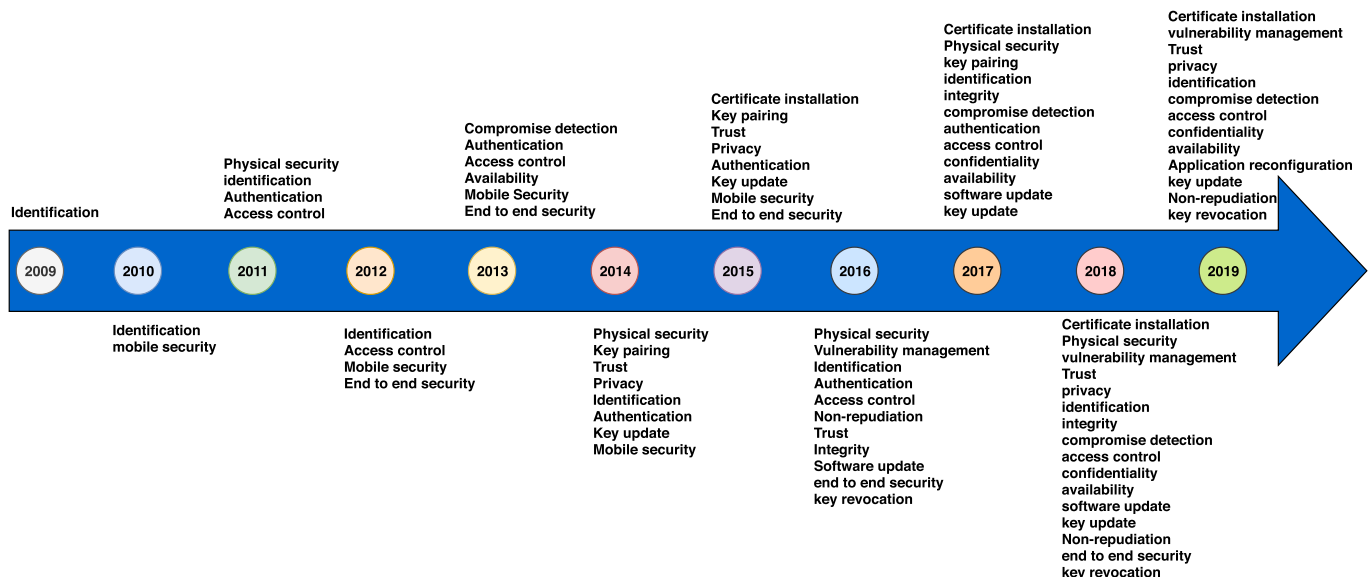 Identification
2009
2010
Identification
mobile security
Physical security
identification
Authentication
Access control
2011
2012
Identification
Access control
Mobile security
End to end security
Compromise detection
Authentication
Access control
Availability
Mobile Security
End to end security
2013
2014
Physical security
Key pairing
Trust
Privacy
Identification
Authentication
Key update
Mobile security
Certificate installation
Key pairing
Trust
Privacy
Authentication
Key update
Mobile security
End to end security
2015
2016
Physical security
Vulnerability management
Identification
Authentication
Access control
Non-repudiation
Trust
Integrity
Software update
end to end security
key revocation
Certificate installation
Physical security
key pairing
identification
integrity
compromise detection
authentication
access control
confidentiality
availability
software update
key update
2017
2018
Certificate installation
Physical security
vulnerability management
Trust
privacy
identification
integrity
compromise detection
access control
confidentiality
availability
software update
key update
Non-repudiation
end to end security
key revocation
Certificate installation
vulnerability management
Trust
privacy
identification
compromise detection
access control
confidentiality
availability
Application reconfiguration
key update
Non-repudiation
key revocation
2019